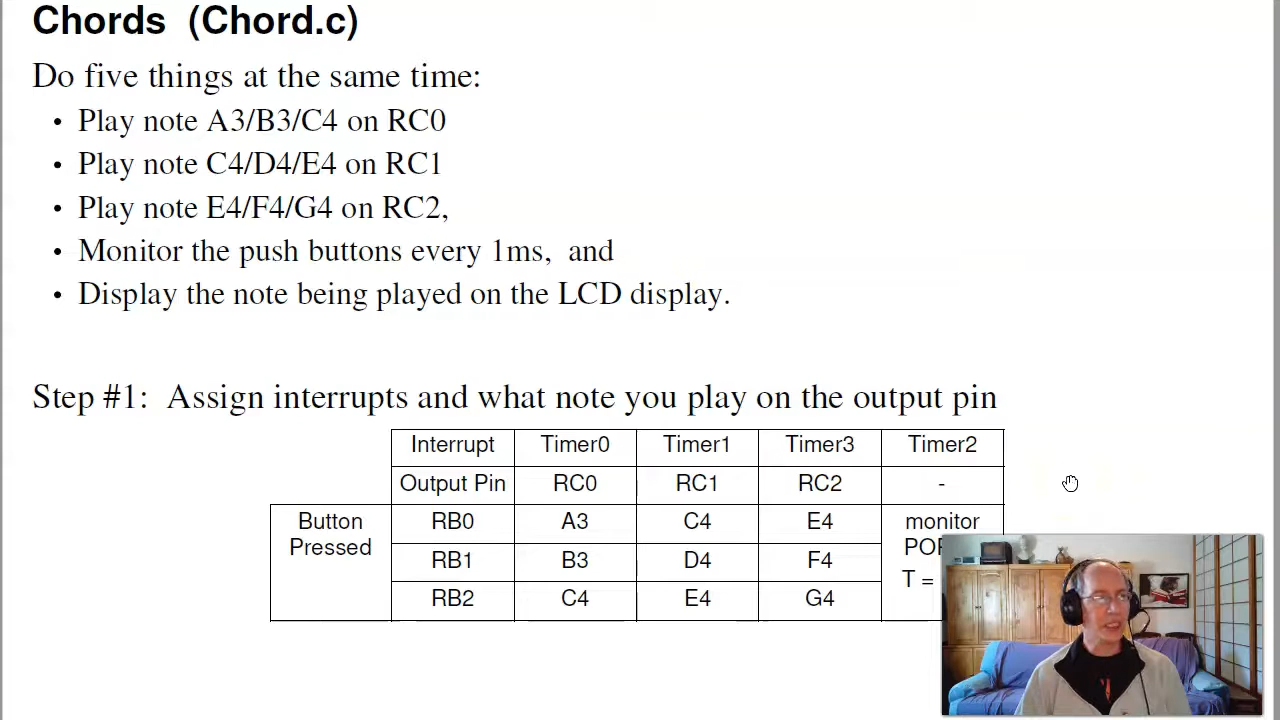 Chords (Chord.c)
Do five things at the same time:
• Play note A3/B3/C4 on RC0
• Play note C4/D4/E4 on RC1
• Play note E4/F4/G4 on RC2,
• Monitor the push buttons every 1ms, and
• Display the note being played on the LCD display.
Step #1: Assign interrupts and what note you play on the output pin
Interrupt Timer0 Timer1 Timer3 Timer2
Output Pin RC0 RC1 RC2 -
Button Pressed RB0 A3 C4 E4 monitor
RB1 B3 D4 F4
T =
RB2 C4 E4 G4